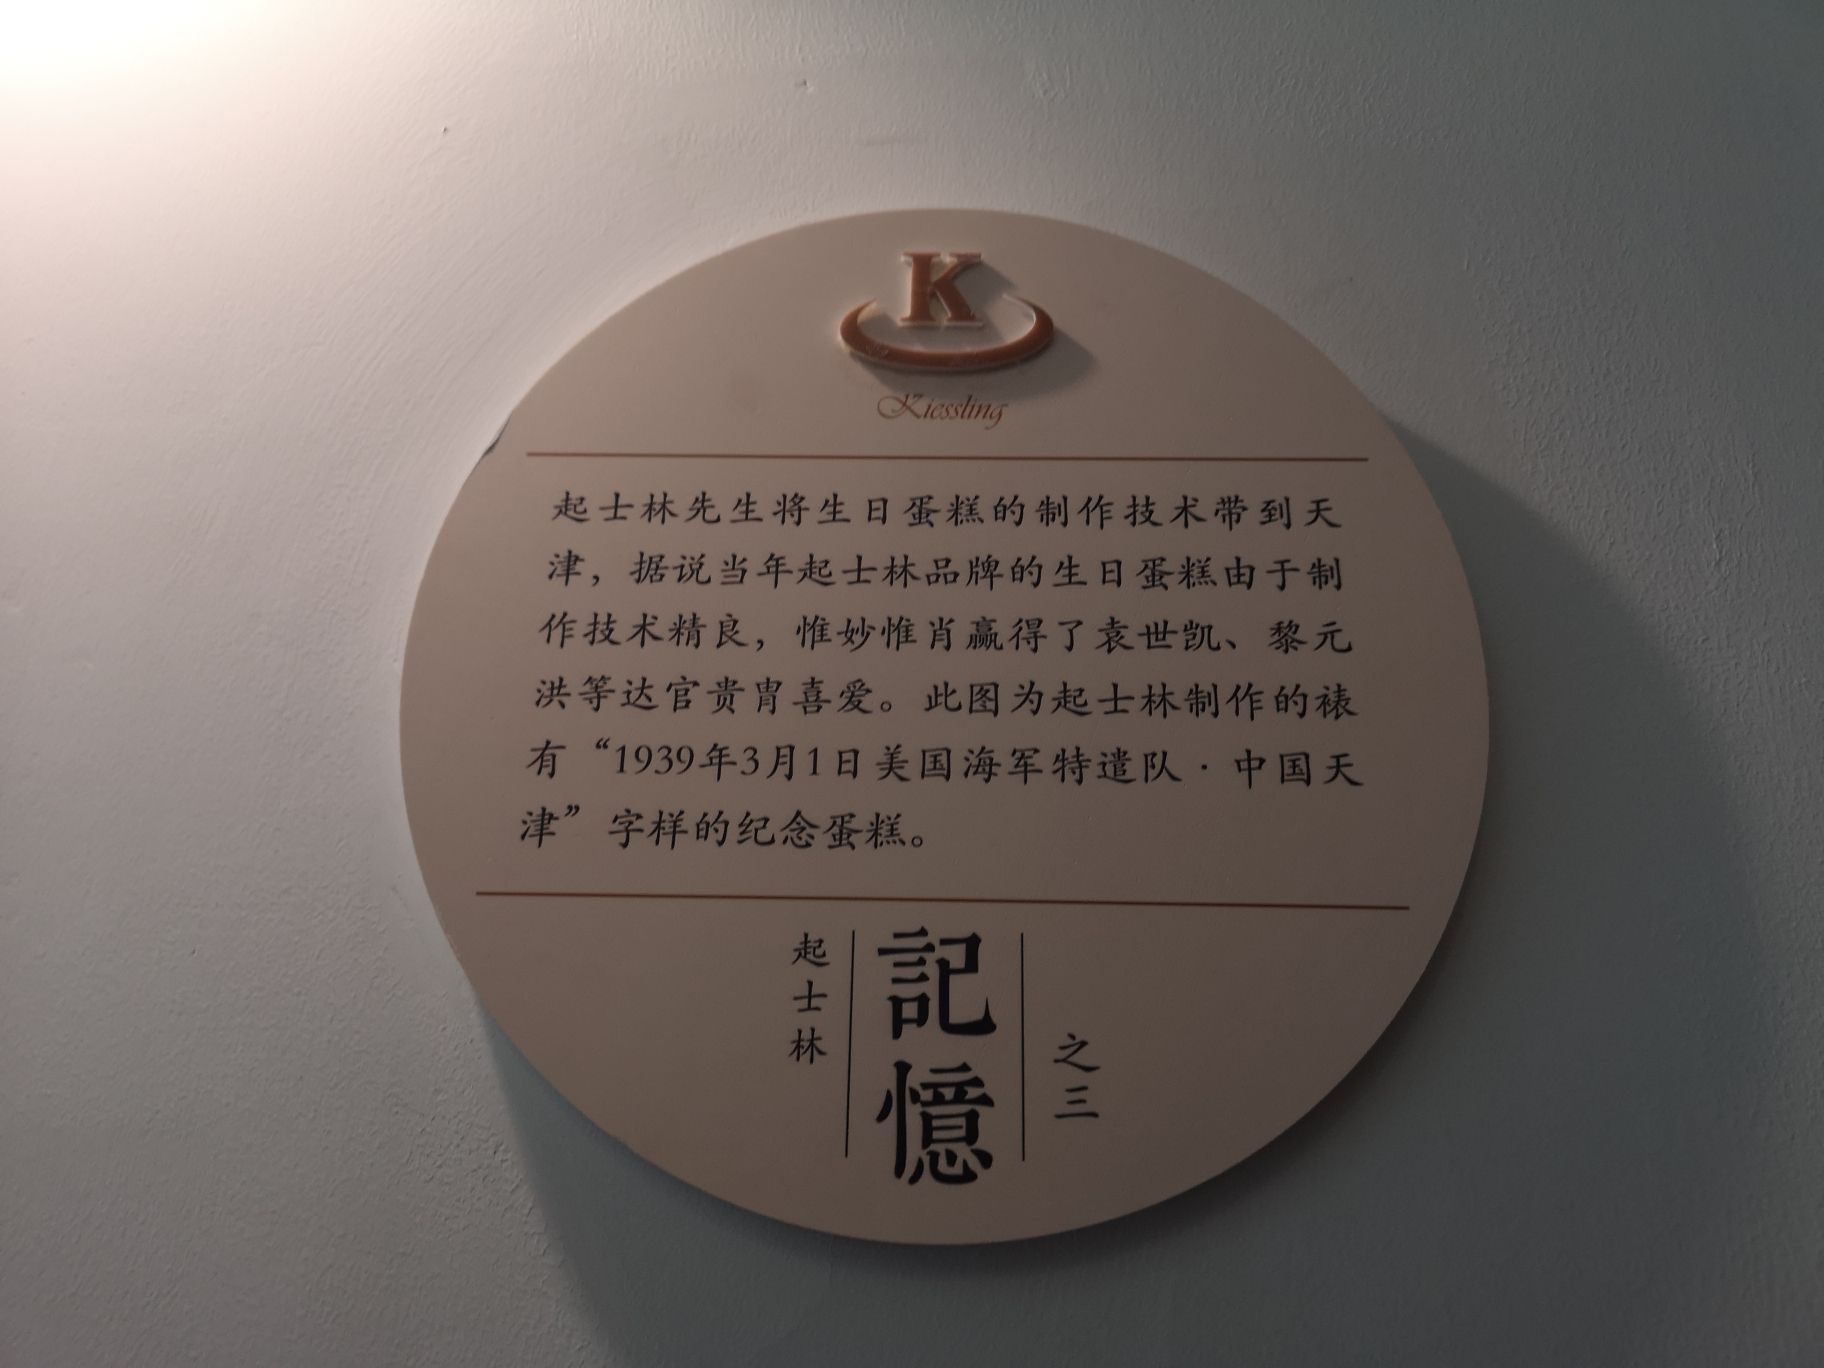 K
Kiessling
起士林先生将生日蛋糕的制作技术带到天
津，据说当年起士林品牌的生日蛋糕由于制
作技术精良，惟妙惟肖赢得了袁世凯、黎元
洪等达官贵胄喜爱。此图为起士林制作的裱
有“1939年3月1日美国海军特遣队·中国天
津”字样的纪念蛋糕。
起士林
記憶
之三